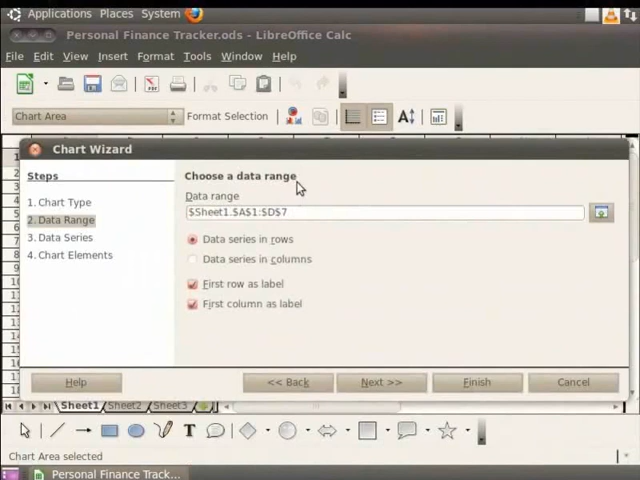 Applications Places System
Personal Finance Tracker.ods - LibreOffice Calc
File Edit View Insert Format Tools Window Help
Chart Area Format Selection
Chart Wizard
Steps
1. Chart Type
2. Data Range
3. Data Series
4. Chart Elements
Choose a data range
Data range
$Sheet1.$A$1:$D$7
Data series in rows
Data series in columns
First row as label
First column as label
Help << Back Next >> Finish Cancel
Sheet1 Sheet2 Sheet3
Chart Area selected
Personal Finance Track...